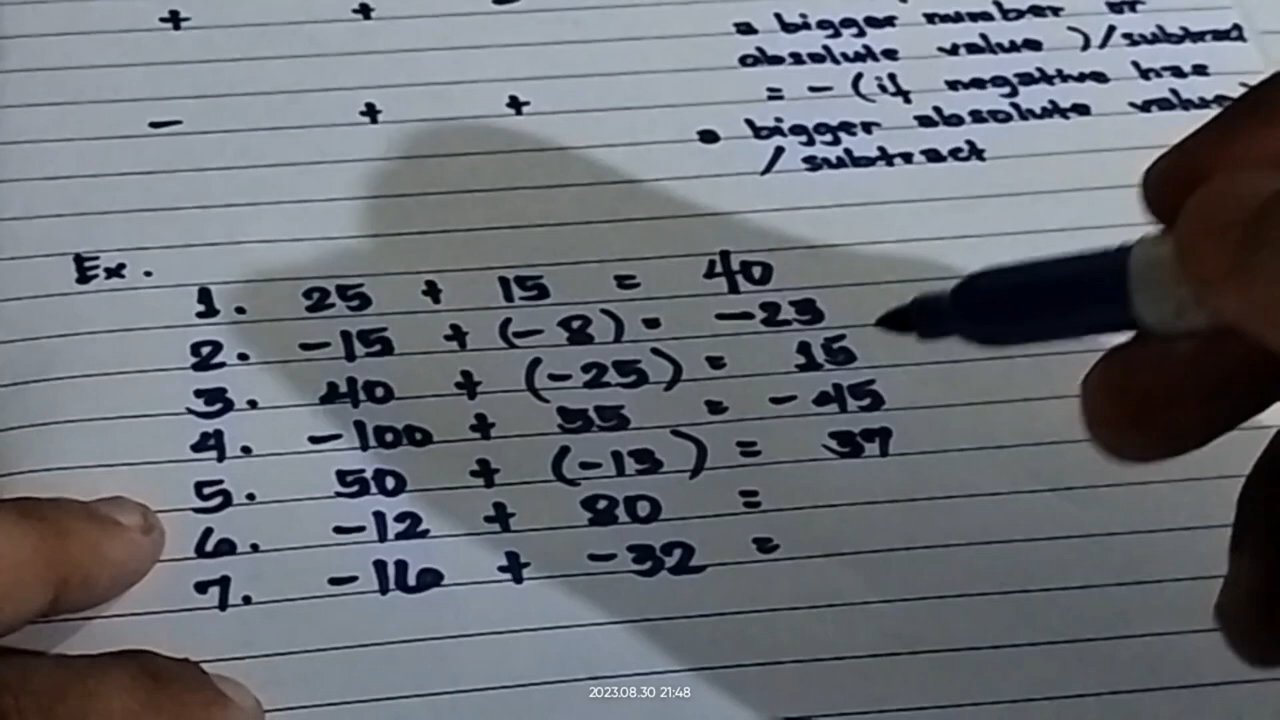 + +
a bigger number or
absolute value )/subtract
= - (if negative has
- + +
a bigger absolute value)
/ subtract
Ex.
1. 25 + 15 = 40
2. -15 + (-8) = -23
3. 40 + (-25) = 15
4. -100 + 55 = -45
5. 50 + (-13) = 37
6. -12 + 80 =
7. -16 + -32 =
2023.08.30 21:48